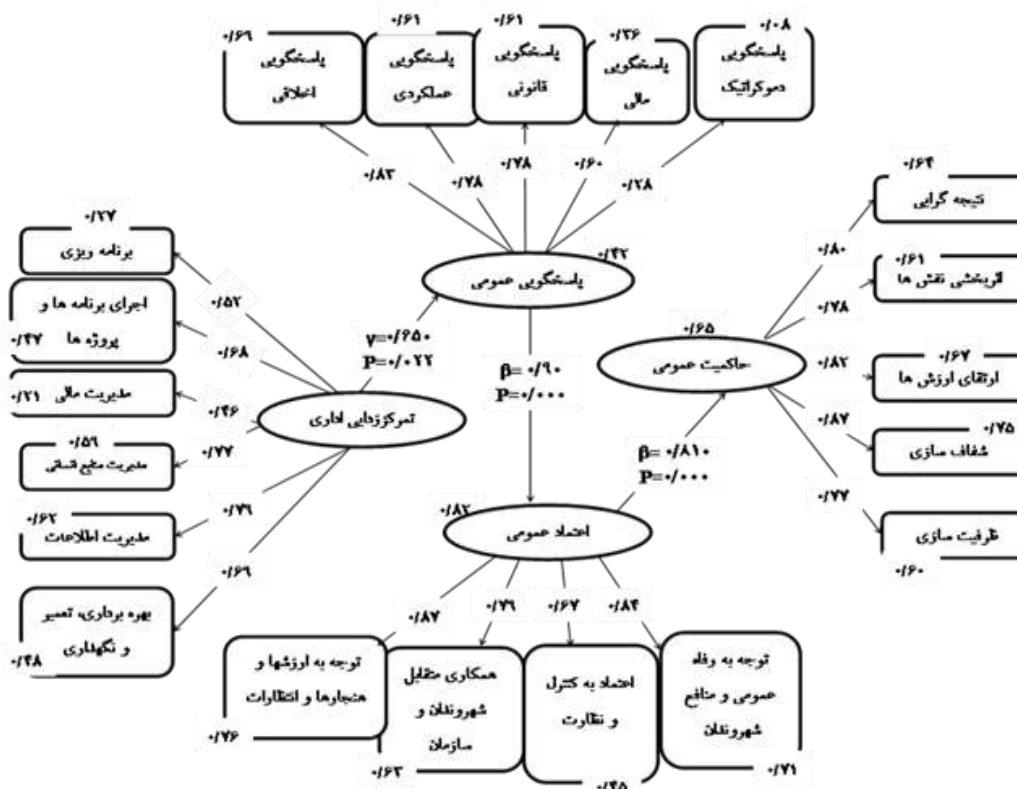 ۰/۶۹
۰/۶۱
۰/۶۱
۰/۳۶
۰/۰۸
پاسخگویی
اخلاقی
پاسخگویی
عملکردی
پاسخگویی
قانونی
پاسخگویی
مالی
پاسخگویی
دموکراتیک
۰/۸۳
۰/۷۸
۰/۷۸
۰/۶۰
۰/۲۸
۰/۴۲
پاسخگویی عمومی
۰/۲۷
برنامه ریزی
اجرای برنامه ها و
پروژه ها
۰/۴۷
مدیریت مالی
۰/۲۱
۰/۵۹
مدیریت منابع انسانی
۰/۶۲
مدیریت اطلاعات
بهره برداری، تعمیر
و نگهداری
۰/۴۸
۰/۵۲
۰/۶۸
۰/۴۶
۰/۷۷
۰/۷۹
۰/۶۹
تمرکززدایی اداری
γ=۰/۶۵۰
P=۰/۰۲۲
β= ۰/۹۰
P=۰/۰۰۰
β= ۰/۸۱۰
P=۰/۰۰۰
۰/۶۵
حاکمیت عمومی
۰/۸۰
۰/۷۸
۰/۸۲
۰/۸۷
۰/۷۷
۰/۶۴
نتیجه گرایی
۰/۶۱
اثربخشی نقش ها
۰/۶۷
ارتقای ارزش ها
۰/۷۵
شفاف سازی
ظرفیت سازی
۰/۶۰
۰/۸۲
اعتماد عمومی
۰/۸۷
۰/۷۹
۰/۶۷
۰/۸۴
توجه به ارزشها و
هنجارها و انتظارات
۰/۷۶
همکاری متقابل
شهروندان و
سازمان
۰/۶۳
اعتماد به کنترل
و نظارت
۰/۴۵
توجه به رفاه
عمومی و منافع
شهروندان
۰/۷۱